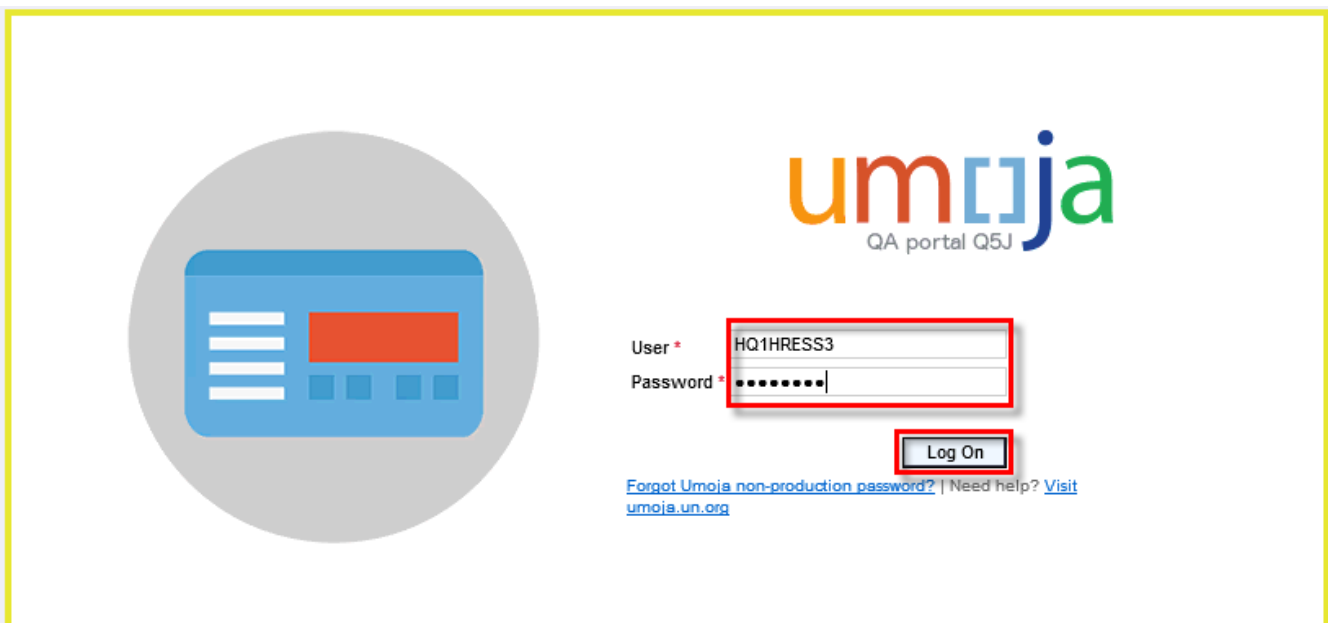 umoja
QA portal Q5J
User * HQ1HRESS3
Password * ••••••••
Log On
Forgot Umoja non-production password? | Need help? Visit
umoja.un.org